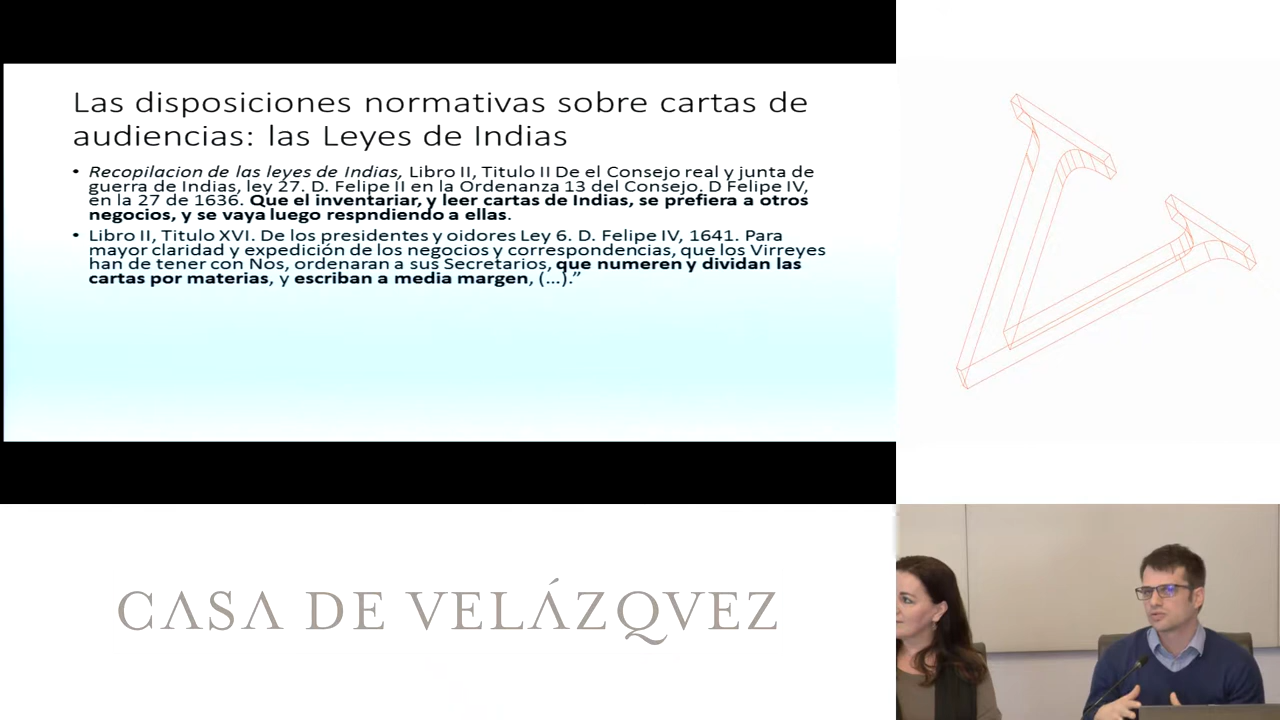 Las disposiciones normativas sobre cartas de
audiencias: las Leyes de Indias
• Recopilacion de las leyes de Indias, Libro II, Titulo II De el Consejo real y junta de
guerra de Indias, ley 27. D. Felipe II en la Ordenanza 13 del Consejo. D Felipe IV,
en la 27 de 1636. Que el inventariar, y leer cartas de Indias, se prefiera a otros
negocios, y se vaya luego respndiendo a ellas.
• Libro II, Titulo XVI. De los presidentes y oidores Ley 6. D. Felipe IV, 1641. Para
mayor claridad y expedición de los negocios y correspondencias, que los Virreyes
han de tener con Nos, ordenaran a sus Secretarios, que numeren y dividan las
cartas por materias, y escriban a media margen, (...).”
CASA DE VELÁZQVEZ